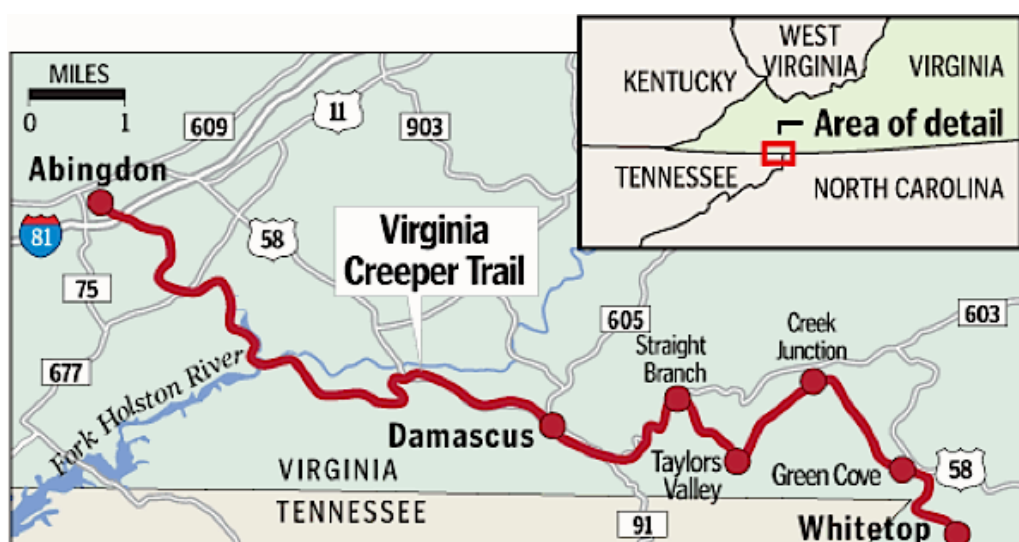 MILES
0 1
WEST
VIRGINIA
VIRGINIA
KENTUCKY
Area of detail
TENNESSEE
NORTH CAROLINA
11
609
903
Abingdon
81
58
Virginia
Creeper Trail
75
605
603
Creek
Junction
Straight
Branch
677
Fork Holston River
Damascus
Taylors
Valley
Green Cove
58
VIRGINIA
TENNESSEE
91
Whitetop